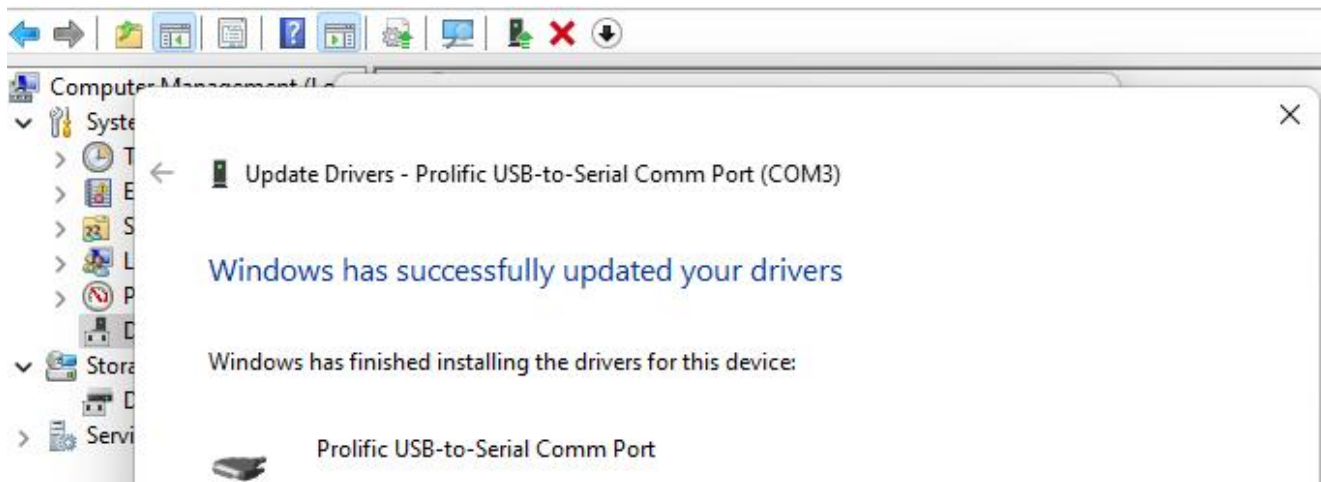 Computer Management (Lo
Syste
T
E
S
L
P
D
Stora
D
Servi
Update Drivers - Prolific USB-to-Serial Comm Port (COM3)
Windows has successfully updated your drivers
Windows has finished installing the drivers for this device:
Prolific USB-to-Serial Comm Port